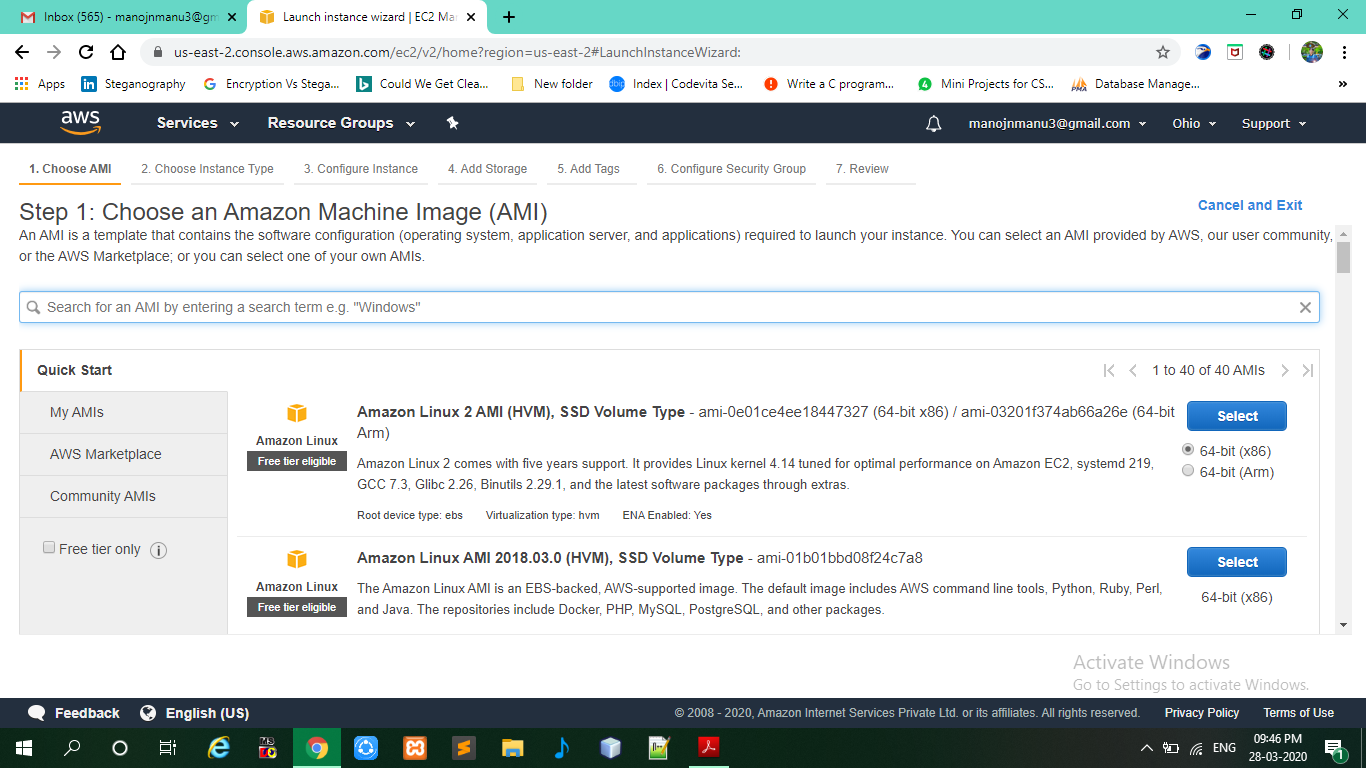 Inbox (565) - manojnmanu3@gm
Launch instance wizard | EC2 Mar
us-east-2.console.aws.amazon.com/ec2/v2/home?region=us-east-2#LaunchInstanceWizard:
Apps
Steganography
Encryption Vs Stega...
Could We Get Clea...
New folder
Index | Codevita Se...
Write a C program...
Mini Projects for CS...
Database Manage...
aws
Services
Resource Groups
manojnmanu3@gmail.com
Ohio
Support
1. Choose AMI
2. Choose Instance Type
3. Configure Instance
4. Add Storage
5. Add Tags
6. Configure Security Group
7. Review
Step 1: Choose an Amazon Machine Image (AMI)
Cancel and Exit
An AMI is a template that contains the software configuration (operating system, application server, and applications) required to launch your instance. You can select an AMI provided by AWS, our user community,
or the AWS Marketplace; or you can select one of your own AMIs.
Search for an AMI by entering a search term e.g. "Windows"
Quick Start
1 to 40 of 40 AMIs
My AMIs
AWS Marketplace
Community AMIs
Free tier only
Amazon Linux
Free tier eligible
Amazon Linux 2 AMI (HVM), SSD Volume Type - ami-0e01ce4ee18447327 (64-bit x86) / ami-03201f374ab66a26e (64-bit
Arm)
Amazon Linux 2 comes with five years support. It provides Linux kernel 4.14 tuned for optimal performance on Amazon EC2, systemd 219,
GCC 7.3, Glibc 2.26, Binutils 2.29.1, and the latest software packages through extras.
Root device type: ebs
Virtualization type: hvm
ENA Enabled: Yes
Select
64-bit (x86)
64-bit (Arm)
Amazon Linux
Free tier eligible
Amazon Linux AMI 2018.03.0 (HVM), SSD Volume Type - ami-01b01bbd08f24c7a8
The Amazon Linux AMI is an EBS-backed, AWS-supported image. The default image includes AWS command line tools, Python, Ruby, Perl,
and Java. The repositories include Docker, PHP, MySQL, PostgreSQL, and other packages.
Select
64-bit (x86)
Activate Windows
Go to Settings to activate Windows.
Feedback
English (US)
© 2008 - 2020, Amazon Internet Services Private Ltd. or its affiliates. All rights reserved.
Privacy Policy
Terms of Use
ENG
09:46 PM
28-03-2020
1